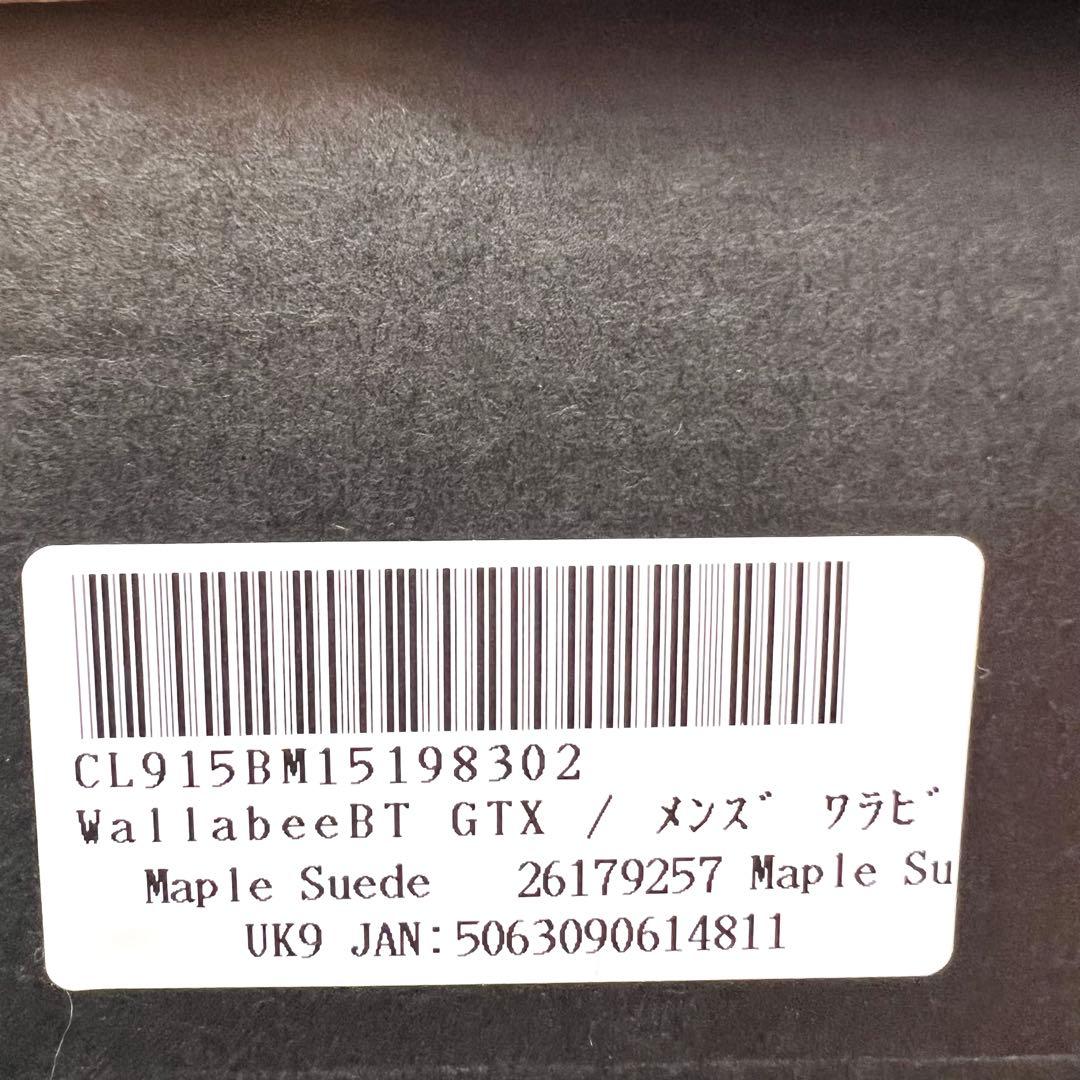 CL915BM15198302
WallabeeBT GTX / メンズ ワラビ
Maple Suede 26179257 Maple Su
UK9 JAN:5063090614811